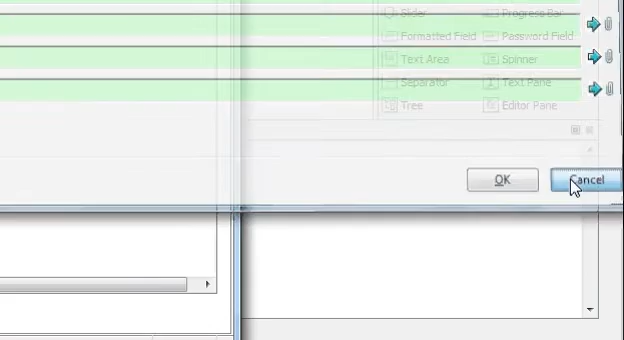 Slider Progress Bar
Formatted Field Password Field
Text Area Spinner
Separator Text Pane
Tree Editor Pane
OK Cancel